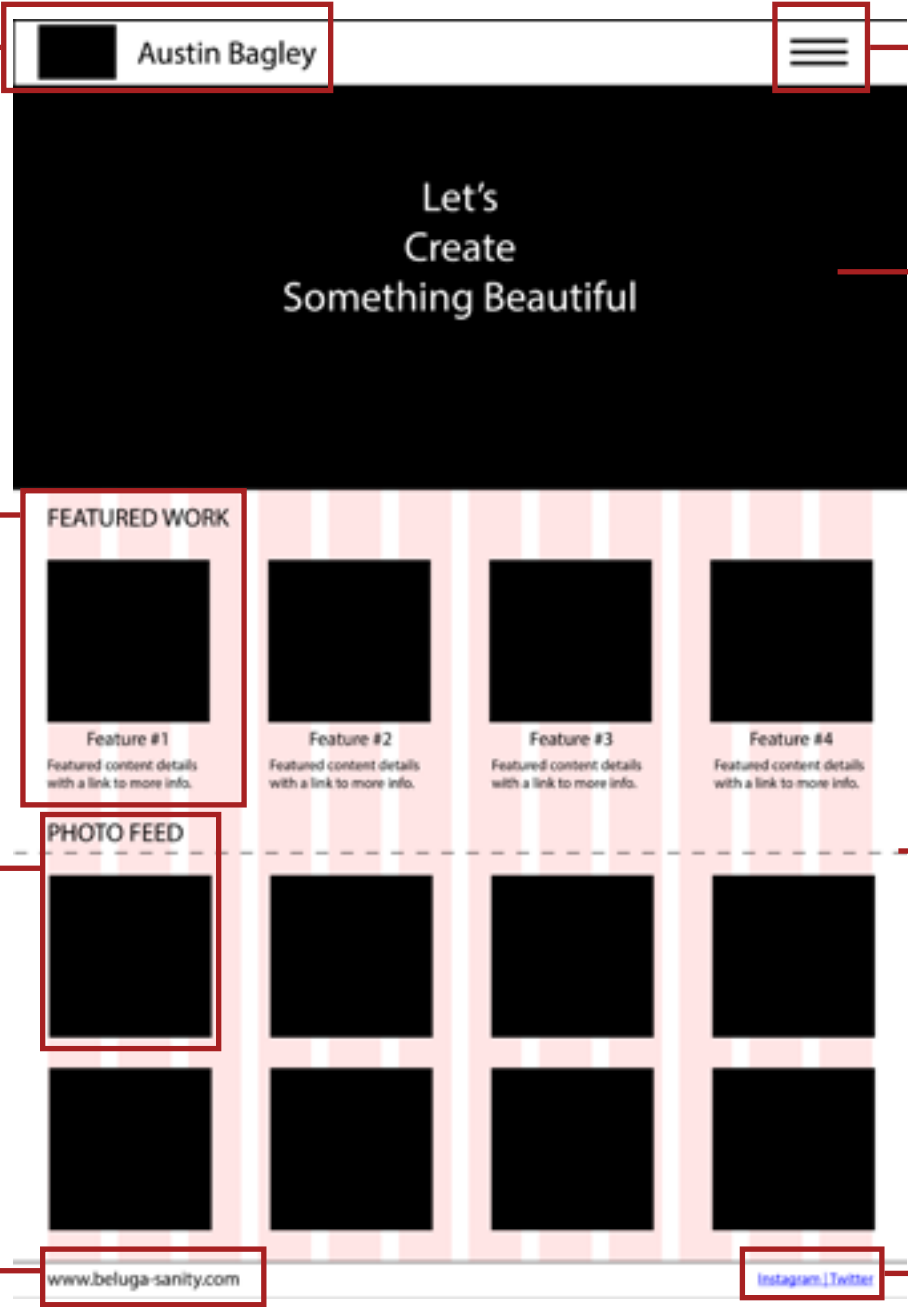 Austin Bagley
Let's
Create
Something Beautiful
FEATURED WORK
Feature #1
Featured content details
with a link to more info.
Feature #2
Featured content details
with a link to more info.
Feature #3
Featured content details
with a link to more info.
Feature #4
Featured content details
with a link to more info.
PHOTO FEED
www.beluga-sanity.com
Instagram | Twitter